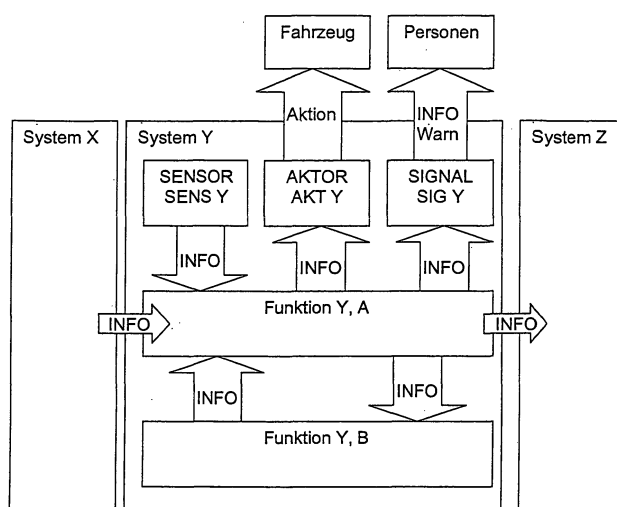 Fahrzeug
Personen
Aktion
INFO
Warn
System X
System Y
System Z
SENSOR
SENS Y
AKTOR
AKT Y
SIGNAL
SIG Y
INFO
INFO
INFO
Funktion Y, A
INFO
INFO
INFO
INFO
Funktion Y, B